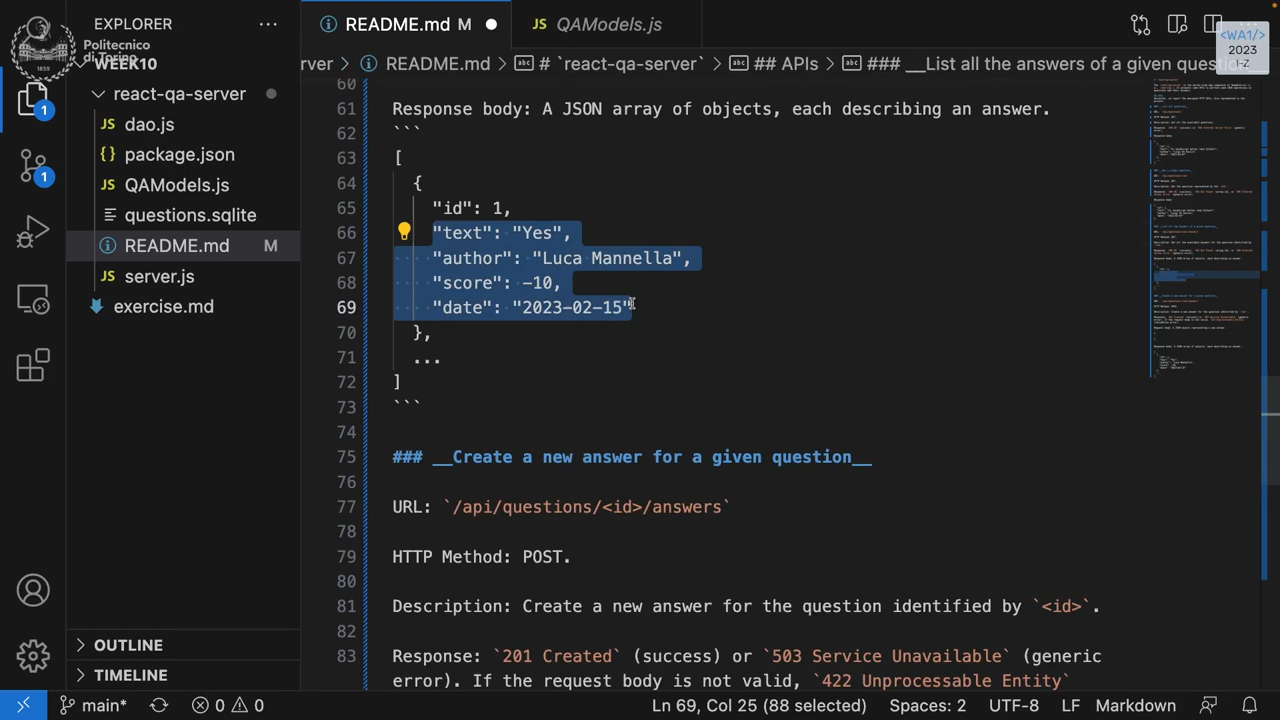 EXPLORER
README.md M
QAModels.js
Politecnico
di Torino
1859
<WA1/>
2023
I-Z
WEEK10
rver > README.md > # `react-qa-server` > ## APIs > ### __List all the answers of a given question__
react-qa-server
dao.js
package.json
QAModels.js
questions.sqlite
README.md M
server.js
exercise.md
1
1
60
61 Response body: A JSON array of objects, each describing an answer.
62 ```
63 [
64 {
65 "id": 1,
66 "text": "Yes",
67 "author": "Luca Mannella",
68 "score": -10,
69 "date": "2023-02-15"
70 },
71 ...
72 ]
73 ```
74
75 ### __Create a new answer for a given question__
76
77 URL: `/api/questions/<id>/answers`
78
79 HTTP Method: POST.
80
81 Description: Create a new answer for the question identified by `<id>`.
82
83 Response: `201 Created` (success) or `503 Service Unavailable` (generic
error). If the request body is not valid, `422 Unprocessable Entity`
OUTLINE
TIMELINE
main* 0 0 Ln 69, Col 25 (88 selected) Spaces: 2 UTF-8 LF Markdown